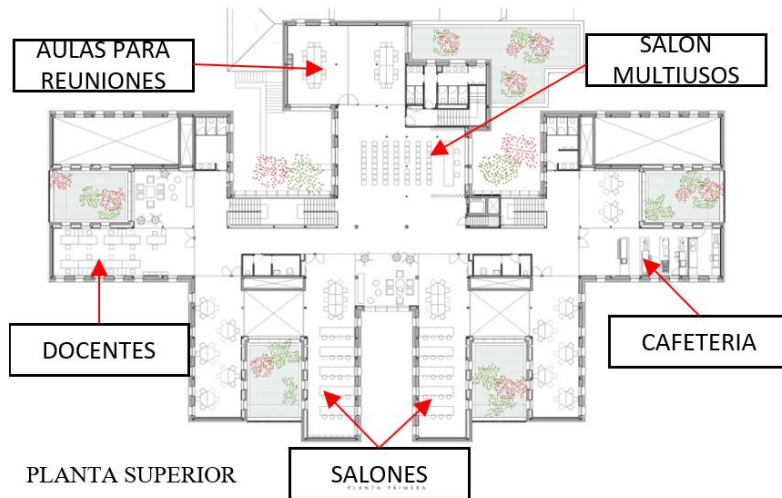 AULAS PARA
REUNIONES
SALON
MULTIUSOS
DOCENTES
CAFETERIA
PLANTA SUPERIOR
SALONES
PLANTA PRIMERA